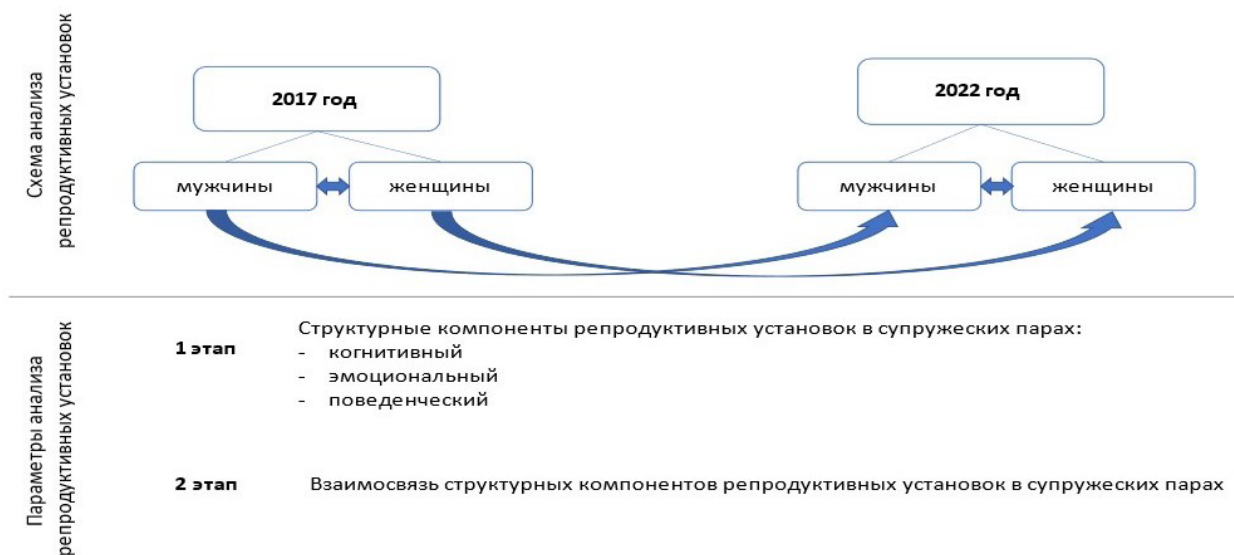 Схема анализа
репродуктивных установок
2017 год
2022 год
мужчины
женщины
мужчины
женщины
Параметры анализа
репродуктивных установок
1 этап
Структурные компоненты репродуктивных установок в супружеских парах:
- когнитивный
- эмоциональный
- поведенческий
2 этап
Взаимосвязь структурных компонентов репродуктивных установок в супружеских парах